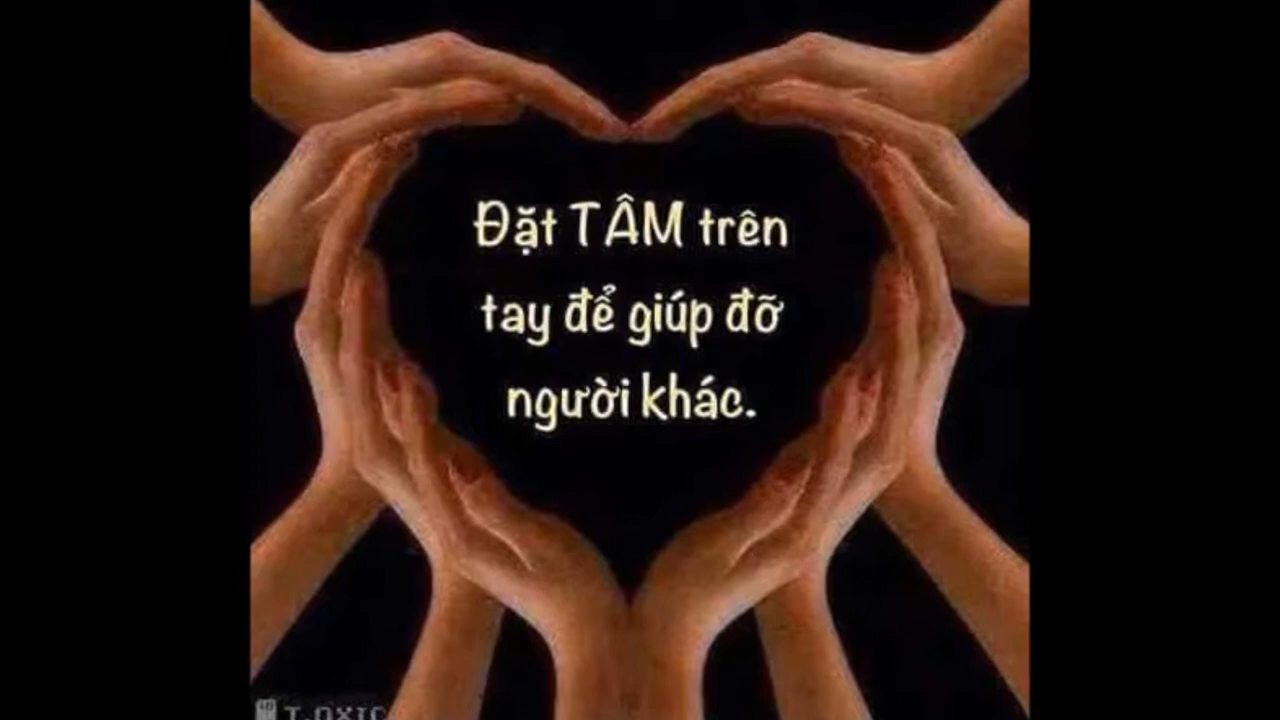 Đặt TÂM trên
tay để giúp đỡ
người khác.